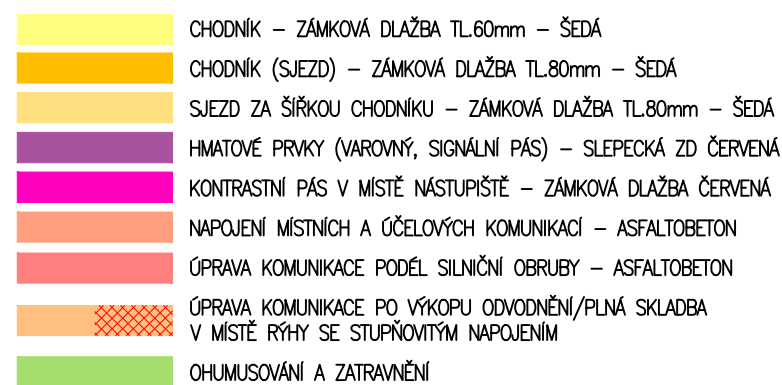 CHODNÍK – ZÁMKOVÁ DLAŽBA TL.60mm – ŠEDÁ
CHODNÍK (SJEZD) – ZÁMKOVÁ DLAŽBA TL.80mm – ŠEDÁ
SJEZD ZA ŠÍŘKOU CHODNÍKU – ZÁMKOVÁ DLAŽBA TL.80mm – ŠEDÁ
HMATOVÉ PRVKY (VAROVNÝ, SIGNÁLNÍ PÁS) – SLEPECKÁ ZD ČERVENÁ
KONTRASTNÍ PÁS V MÍSTĚ NÁSTUPIŠTĚ – ZÁMKOVÁ DLAŽBA ČERVENÁ
NAPOJENÍ MÍSTNÍCH A ÚČELOVÝCH KOMUNIKACÍ – ASFALTOBETON
ÚPRAVA KOMUNIKACE PODÉL SILNIČNÍ OBRUBY – ASFALTOBETON
ÚPRAVA KOMUNIKACE PO VÝKOPU ODVODNĚNÍ/PLNÁ SKLADBA
V MÍSTĚ RÝHY SE STUPŇOVITÝM NAPOJENÍM
OHUMUSOVÁNÍ A ZATRAVNĚNÍ